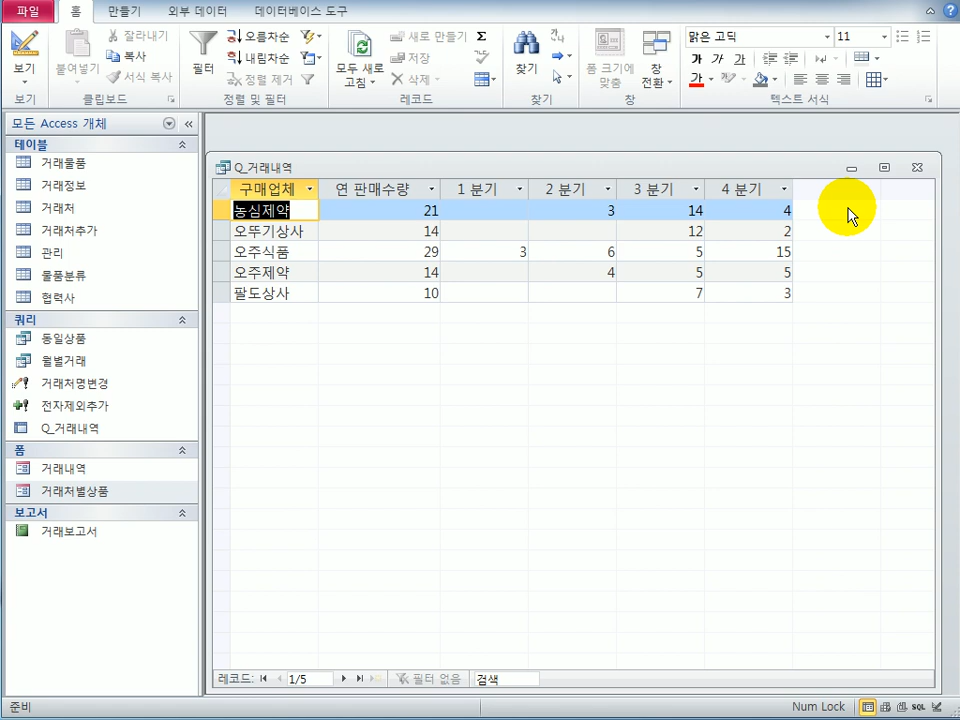 파일 홈 만들기 외부 데이터 데이터베이스 도구
잘라내기 오름차순 새로 만들기 맑은 고딕 11
복사 내림차순 저장
보기 붙여넣기 서식 복사 필터 정렬 제거 모두 새로 고침 삭제 찾기 폼 크기에 맞춤 창 전환 가 가 가 가
보기 클립보드 정렬 및 필터 레코드 찾기 창 텍스트 서식
모든 Access 개체
테이블
거래물품
거래정보
거래처
거래처추가
관리
물품분류
협력사
쿼리
동일상품
월별거래
거래처명변경
전자제외추가
Q_거래내역
폼
거래내역
거래처별상품
보고서
거래보고서
Q_거래내역
구매업체 연 판매수량 1 분기 2 분기 3 분기 4 분기
농심제약 21 3 14 4
오뚜기상사 14 12 2
오주식품 29 3 6 5 15
오주제약 14 4 5 5
팔도상사 10 7 3
레코드: 1/5 필터 없음 검색
준비 Num Lock SQL